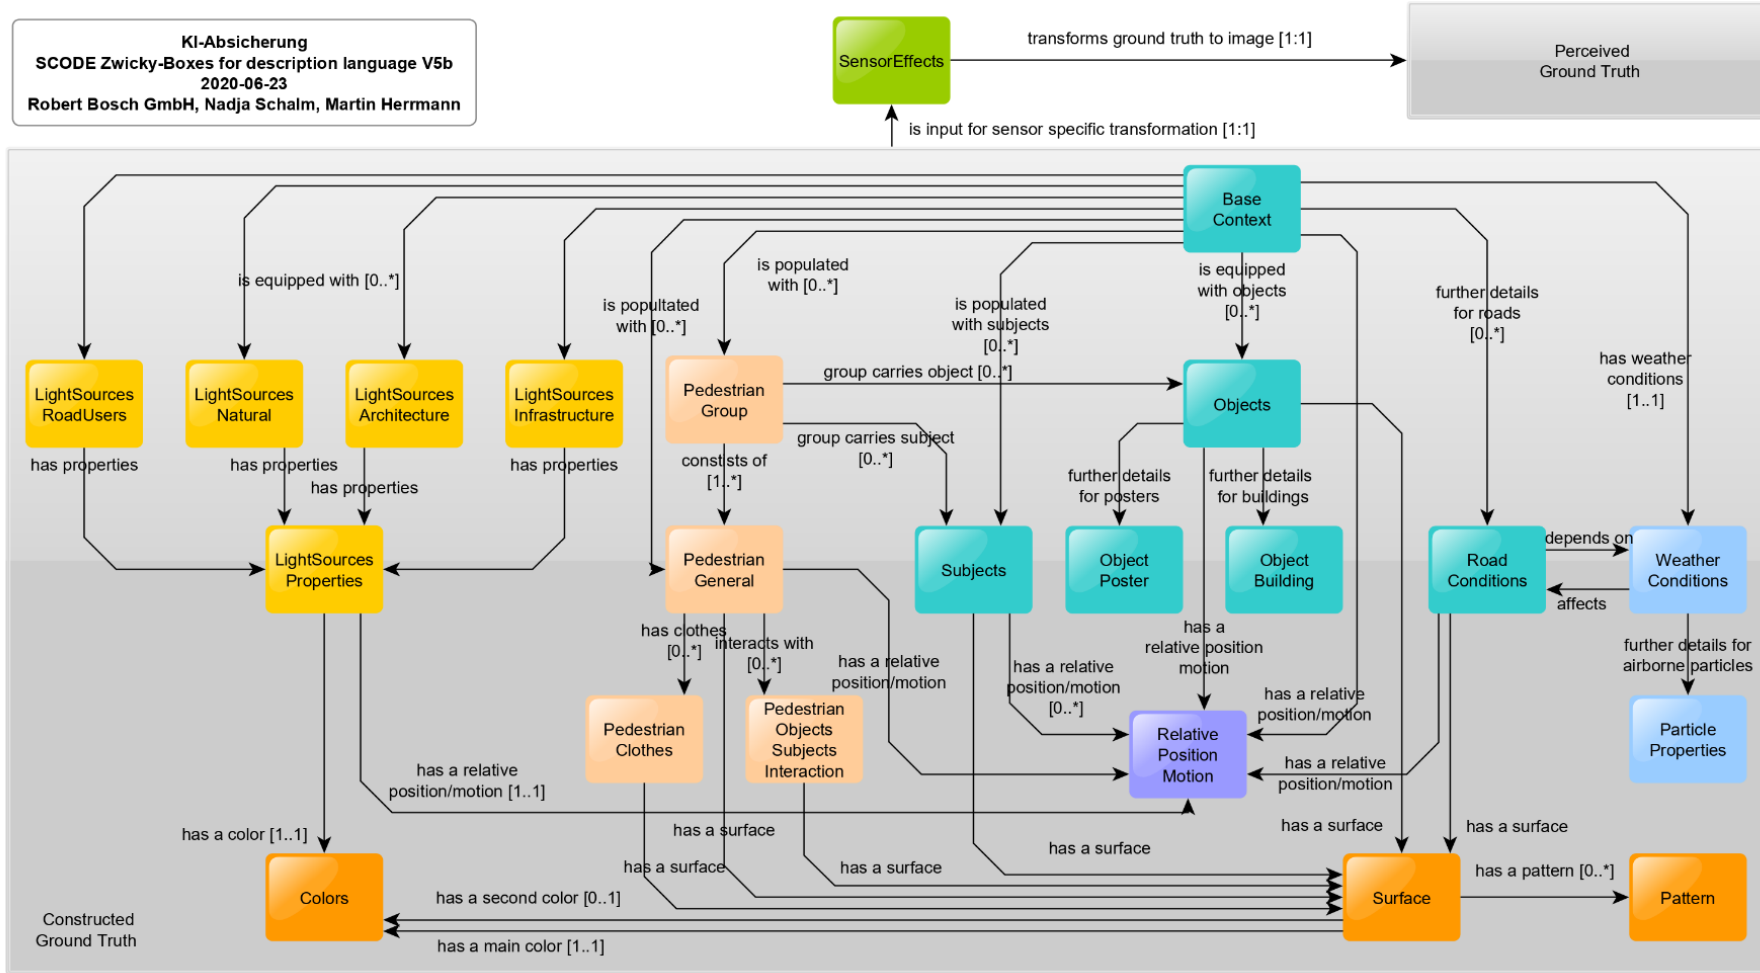 KI-Absicherung
SCODE Zwicky-Boxes for description language V5b
2020-06-23
Robert Bosch GmbH, Nadja Schalm, Martin Herrmann
SensorEffects
transforms ground truth to image [1:1]
Perceived
Ground Truth
is input for sensor specific transformation [1:1]
Base
Context
is equipped with [0..*]
is popultated
with [0..*]
is populated
with [0..*]
is populated
with subjects
[0..*]
is equipped
with objects
[0..*]
further details
for roads
[0..*]
has weather
conditions
[1..1]
LightSources
RoadUsers
LightSources
Natural
LightSources
Architecture
LightSources
Infrastructure
Pedestrian
Group
group carries object [0..*]
Objects
group carries subject
[0..*]
has properties
has properties
has properties
has properties
constists of
[1..*]
further details
for posters
further details
for buildings
LightSources
Properties
Pedestrian
General
Subjects
Object
Poster
Object
Building
Road
Conditions
depends on
affects
Weather
Conditions
has clothes
[0..*]
interacts with
[0..*]
has a relative
position/motion
has a relative
position/motion
[0..*]
has a
relative position
motion
has a relative
position/motion
further details for
airborne particles
Pedestrian
Clothes
Pedestrian
Objects
Subjects
Interaction
Relative
Position
Motion
Particle
Properties
has a relative
position/motion [1..1]
has a relative
position/motion
has a color [1..1]
has a surface
has a surface
has a surface
has a surface
has a surface
has a surface
Colors
has a second color [0..1]
has a main color [1..1]
Surface
has a pattern [0..*]
Pattern
Constructed
Ground Truth